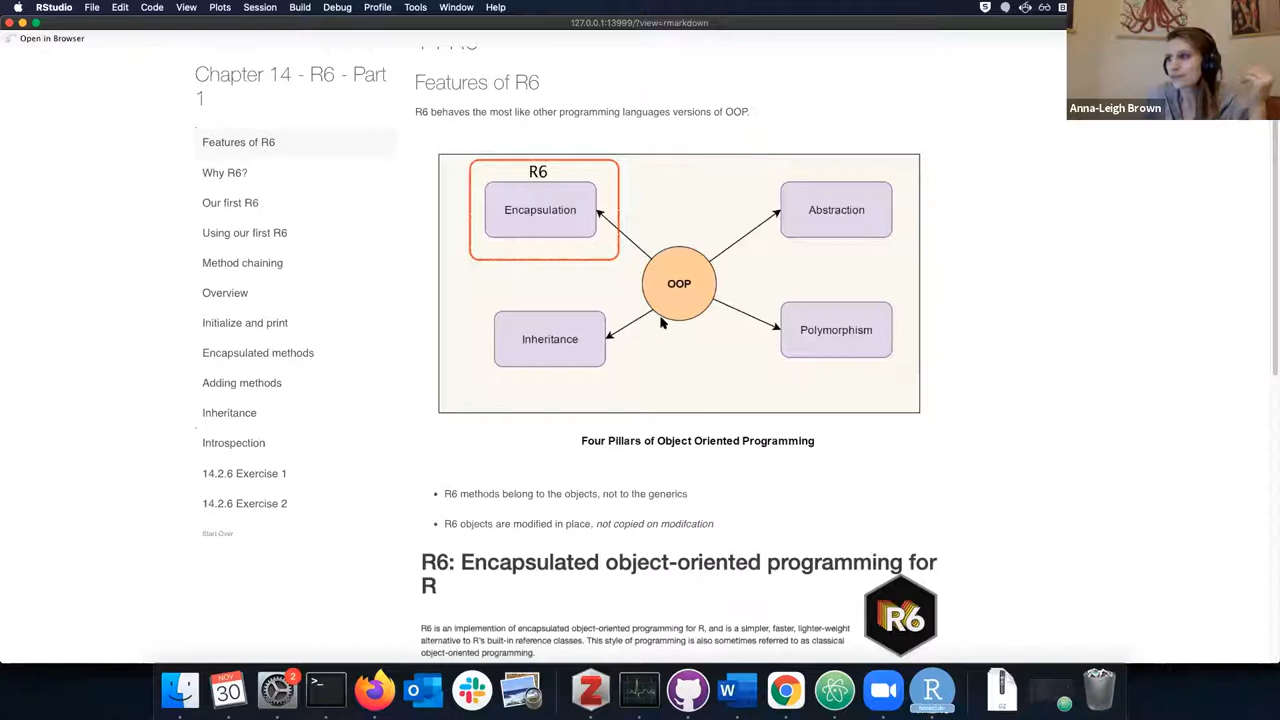 RStudio File Edit Code View Plots Session Build Debug Profile Tools Window Help
127.0.0.1:13999/?view=rmarkdown
Open in Browser
Anna-Leigh Brown
Chapter 14 - R6 - Part
1
Features of R6
Why R6?
Our first R6
Using our first R6
Method chaining
Overview
Initialize and print
Encapsulated methods
Adding methods
Inheritance
Introspection
14.2.6 Exercise 1
14.2.6 Exercise 2
Start Over
Features of R6
R6 behaves the most like other programming languages versions of OOP.
R6
Encapsulation
Abstraction
OOP
Inheritance
Polymorphism
Four Pillars of Object Oriented Programming
R6 methods belong to the objects, not to the generics
R6 objects are modified in place, not copied on modifcation
R6: Encapsulated object-oriented programming for
R
R6
R6 is an implemention of encapsulated object-oriented programming for R, and is a simpler, faster, lighter-weight
alternative to R's built-in reference classes. This style of programming is also sometimes referred to as classical
object-oriented programming.
NOV
30
2